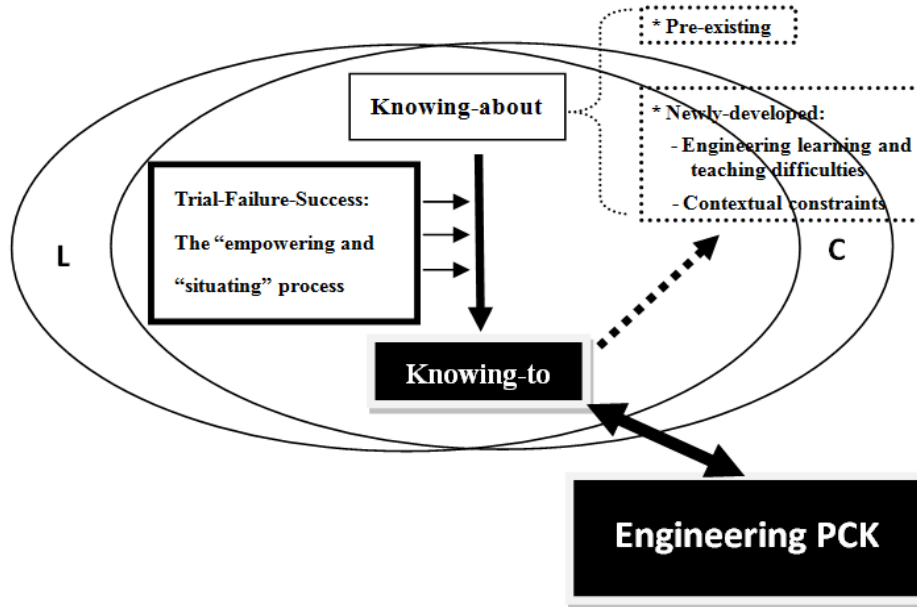 * Pre-existing
Knowing-about
* Newly-developed:
- Engineering learning and
teaching difficulties
- Contextual constraints
Trial-Failure-Success:
The “empowering and
“situating” process
L
C
Knowing-to
Engineering PCK